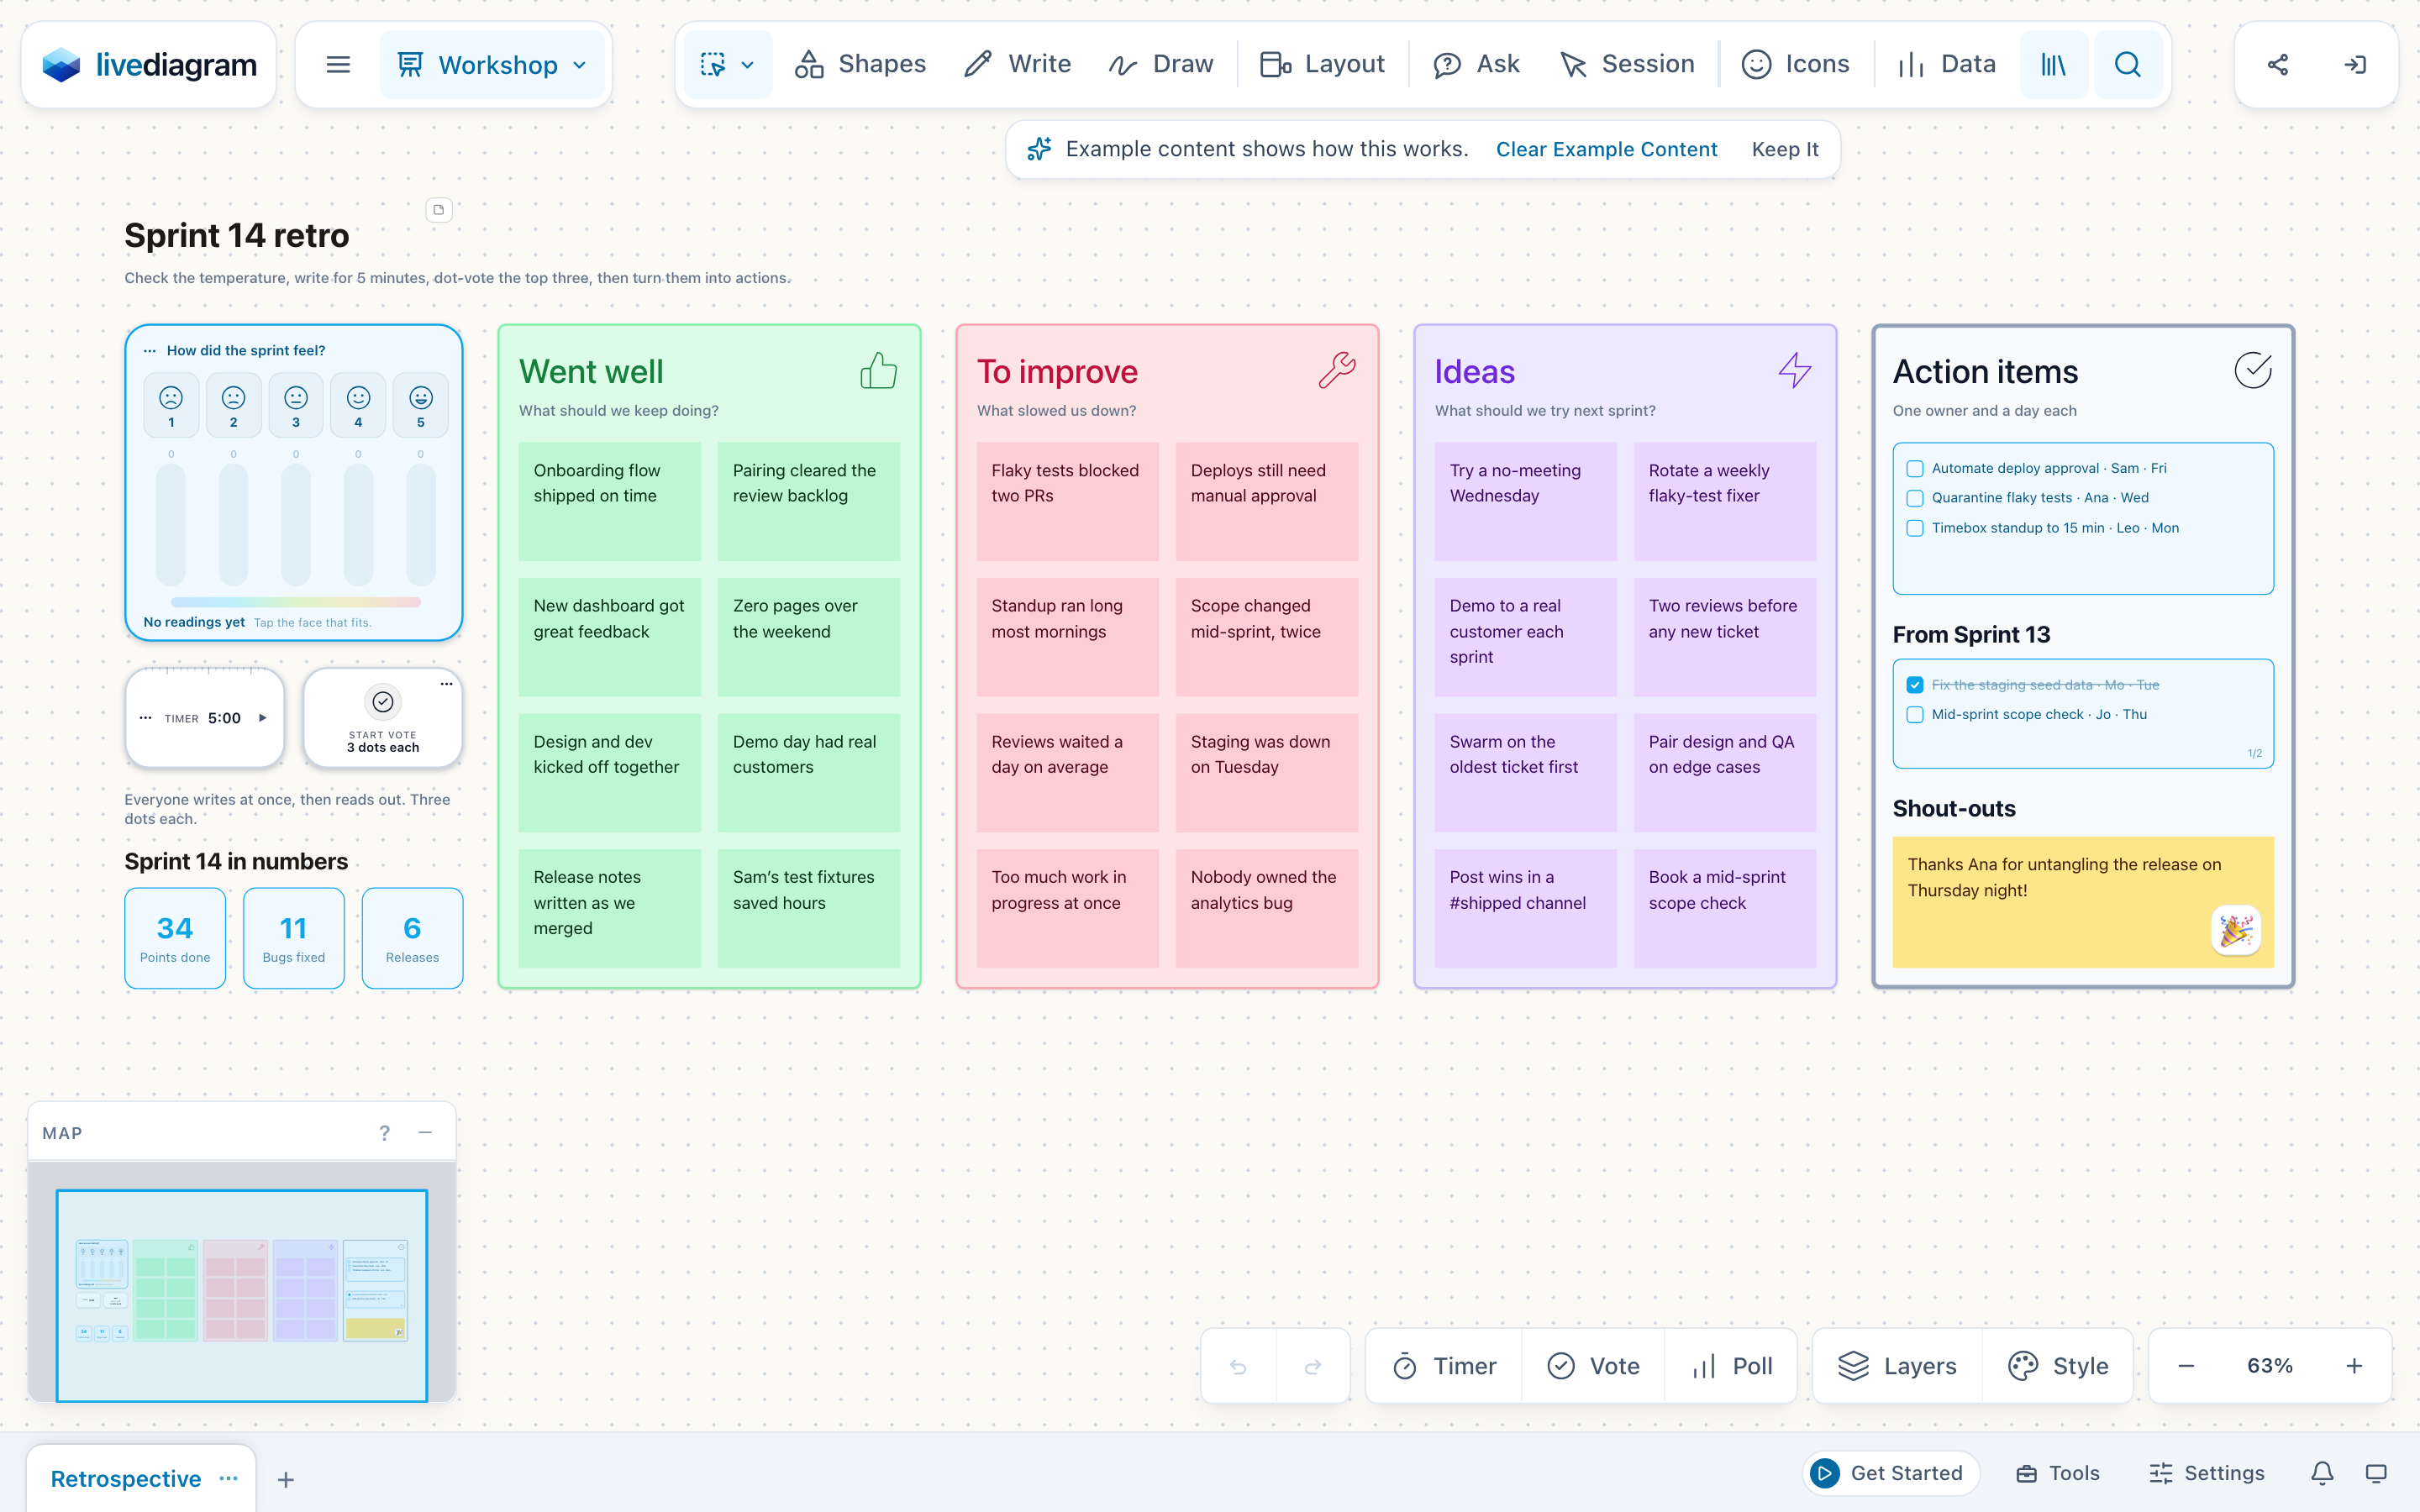 livediagram
Workshop
Shapes
Write
Draw
Layout
Ask
Session
Icons
Data
Example content shows how this works. Clear Example Content Keep It
Sprint 14 retro
Check the temperature, write for 5 minutes, dot-vote the top three, then turn them into actions.
How did the sprint feel?
1 2 3 4 5
0 0 0 0 0
No readings yet Tap the face that fits.
TIMER 5:00
START VOTE
3 dots each
Everyone writes at once, then reads out. Three
dots each.
Sprint 14 in numbers
34
Points done
11
Bugs fixed
6
Releases
Went well
What should we keep doing?
Onboarding flow
shipped on time
Pairing cleared the
review backlog
New dashboard got
great feedback
Zero pages over
the weekend
Design and dev
kicked off together
Demo day had real
customers
Release notes
written as we
merged
Sam's test fixtures
saved hours
To improve
What slowed us down?
Flaky tests blocked
two PRs
Deploys still need
manual approval
Standup ran long
most mornings
Scope changed
mid-sprint, twice
Reviews waited a
day on average
Staging was down
on Tuesday
Too much work in
progress at once
Nobody owned the
analytics bug
Ideas
What should we try next sprint?
Try a no-meeting
Wednesday
Rotate a weekly
flaky-test fixer
Demo to a real
customer each
sprint
Two reviews before
any new ticket
Swarm on the
oldest ticket first
Pair design and QA
on edge cases
Post wins in a
#shipped channel
Book a mid-sprint
scope check
Action items
One owner and a day each
Automate deploy approval · Sam · Fri
Quarantine flaky tests · Ana · Wed
Timebox standup to 15 min · Leo · Mon
From Sprint 13
Fix the staging seed data · Mo · Tue
Mid-sprint scope check · Jo · Thu
1/2
Shout-outs
Thanks Ana for untangling the release on
Thursday night!
MAP ?
Timer
Vote
Poll
Layers
Style
63%
Retrospective
Get Started
Tools
Settings